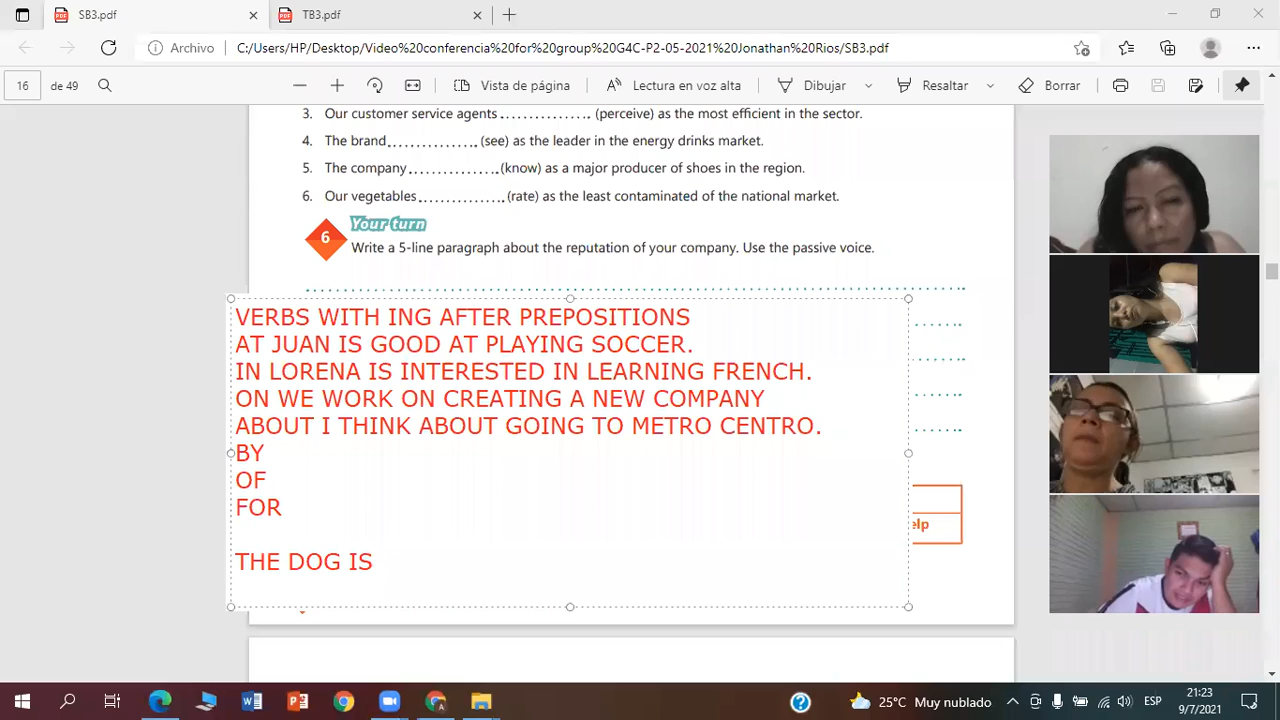 SB3.pdf
TB3.pdf
Archivo
C:/Users/HP/Desktop/Video%20conferencia%20for%20group%20G4C-P2-05-2021%20Jonathan%20Rios/SB3.pdf
16 de 49
Vista de página
Lectura en voz alta
Dibujar
Resaltar
Borrar
3. Our customer service agents ............... (perceive) as the most efficient in the sector.
4. The brand............... (see) as the leader in the energy drinks market.
5. The company............... (know) as a major producer of shoes in the region.
6. Our vegetables............... (rate) as the least contaminated of the national market.
6 Your turn
Write a 5-line paragraph about the reputation of your company. Use the passive voice.
VERBS WITH ING AFTER PREPOSITIONS
AT JUAN IS GOOD AT PLAYING SOCCER.
IN LORENA IS INTERESTED IN LEARNING FRENCH.
ON WE WORK ON CREATING A NEW COMPANY
ABOUT I THINK ABOUT GOING TO METRO CENTRO.
BY
OF
FOR
elp
THE DOG IS
25°C Muy nublado
ESP
21:23
9/7/2021